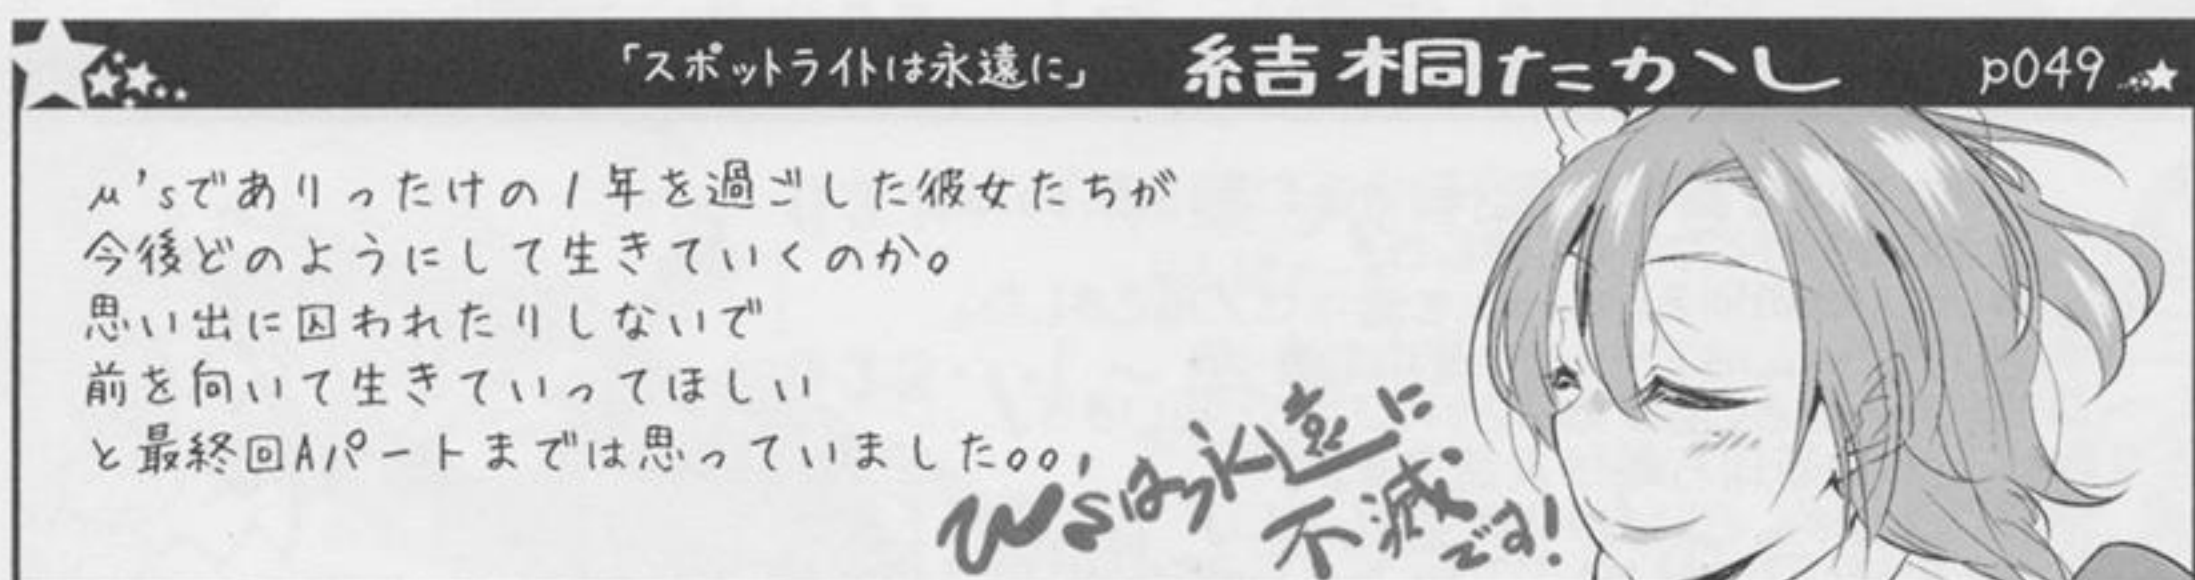 「スポットライトは永遠に」 結桐たかし p049
μ'sでありったけの1年を過ごした彼女たちが
今後どのようにして生きていくのか。
思い出に囚われたりしないで
前を向いて生きていってほしい
と最終回Aパートまでは思っていました。。,
μ'sは永遠に
不滅です!